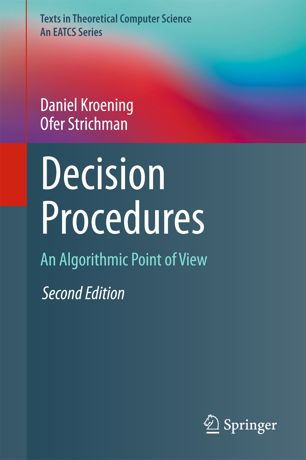 Texts in Theoretical Computer Science
An EATCS Series
Daniel Kroening
Ofer Strichman
Decision
Procedures
An Algorithmic Point of View
Second Edition
Springer